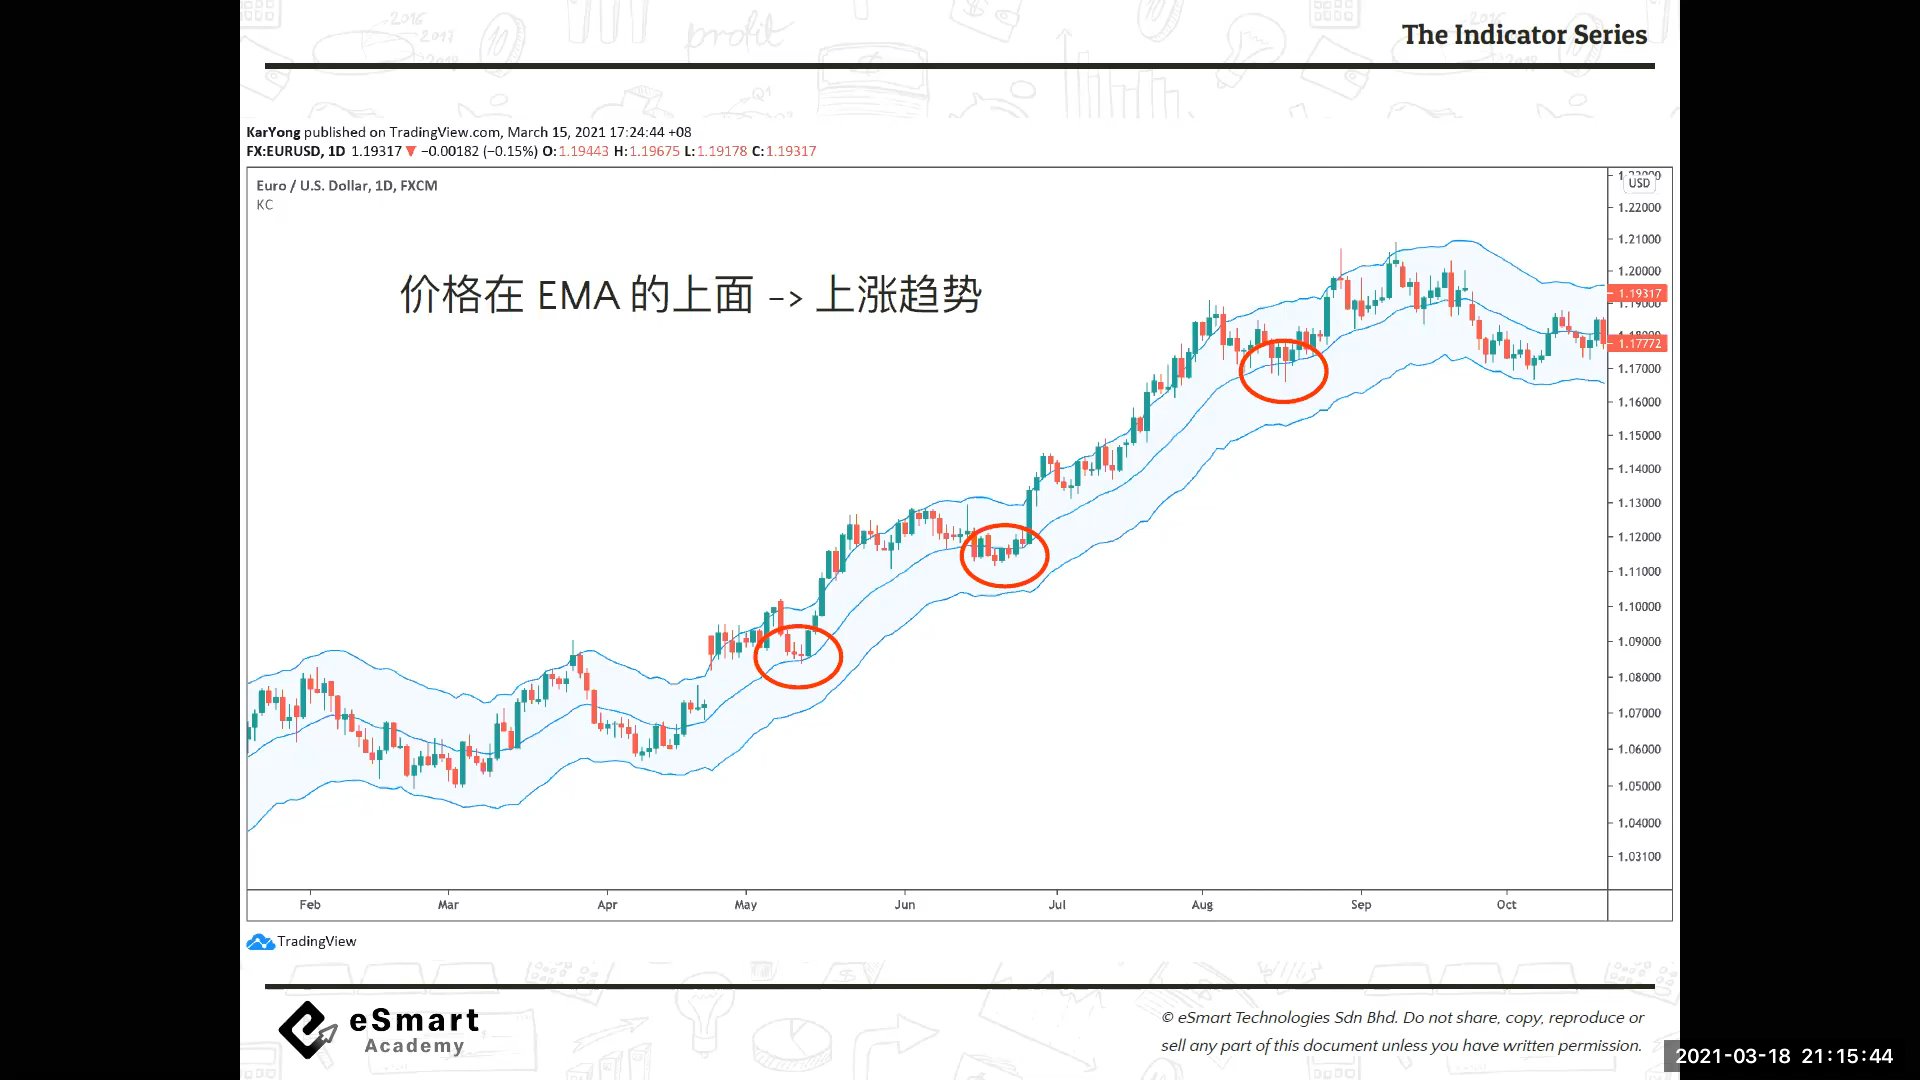 The Indicator Series
KarYong published on TradingView.com, March 15, 2021 17:24:44 +08
FX:EURUSD, 1D 1.19317 ▼ −0.00182 (−0.15%) O:1.19443 H:1.19675 L:1.19178 C:1.19317
Euro / U.S. Dollar, 1D, FXCM
KC
价格在 EMA 的上面 –> 上涨趋势
USD
1.22000
1.21000
1.20000
1.19317
1.19000
1.17772
1.17000
1.16000
1.15000
1.14000
1.13000
1.12000
1.11000
1.10000
1.09000
1.08000
1.07000
1.06000
1.05000
1.04000
1.03100
Feb Mar Apr May Jun Jul Aug Sep Oct
TradingView
eSmart
Academy
© eSmart Technologies Sdn Bhd. Do not share, copy, reproduce or
sell any part of this document unless you have written permission.
2021-03-18 21:15:44